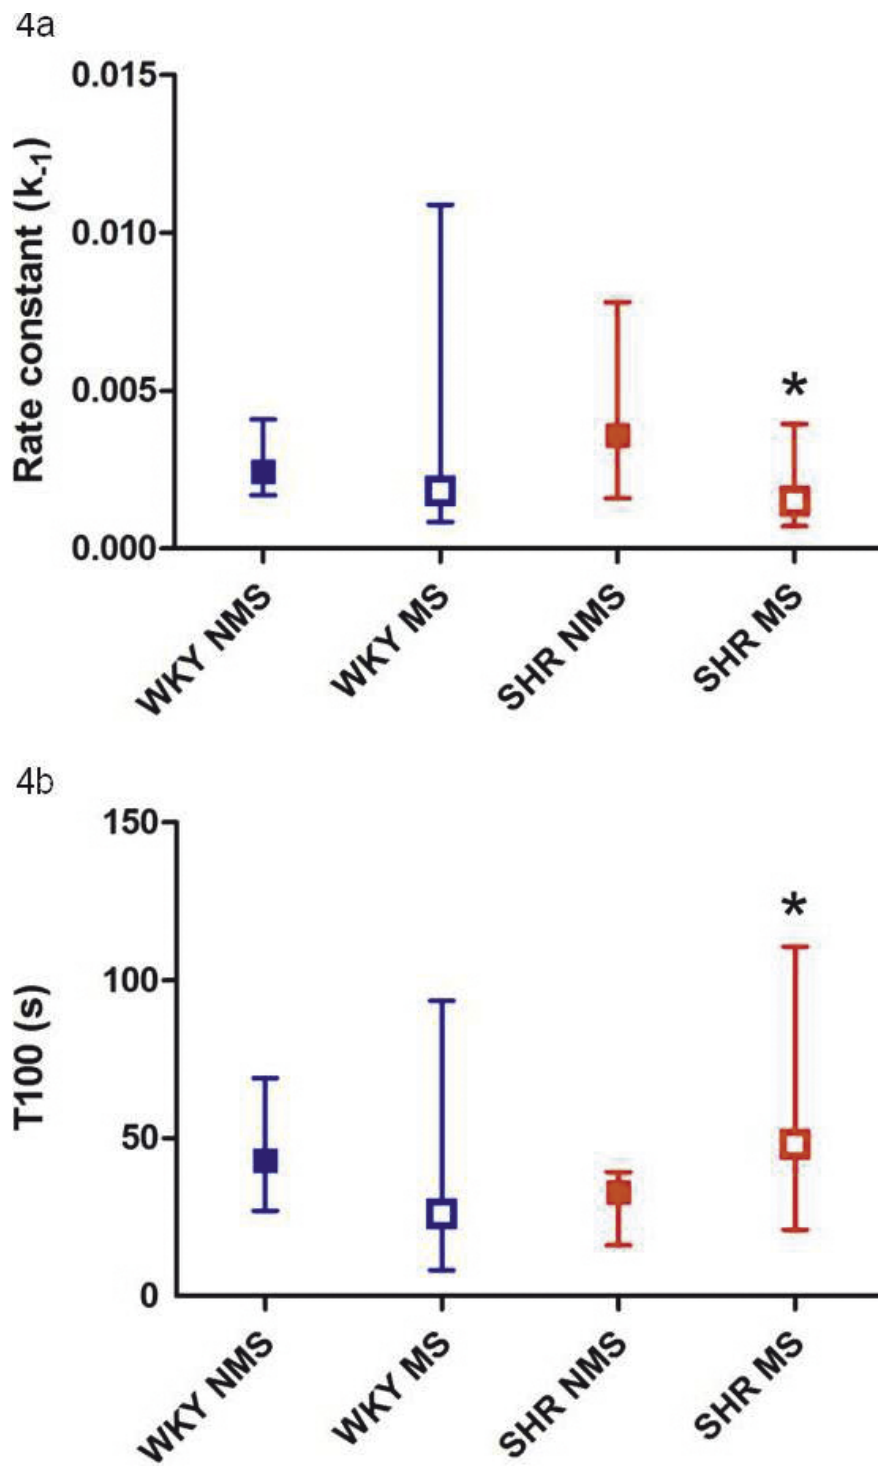 4a
Rate constant (k-1)
0.015
0.010
0.005
0.000
*
WKY NMS
WKY MS
SHR NMS
SHR MS
4b
T100 (s)
150
100
50
0
*
WKY NMS
WKY MS
SHR NMS
SHR MS